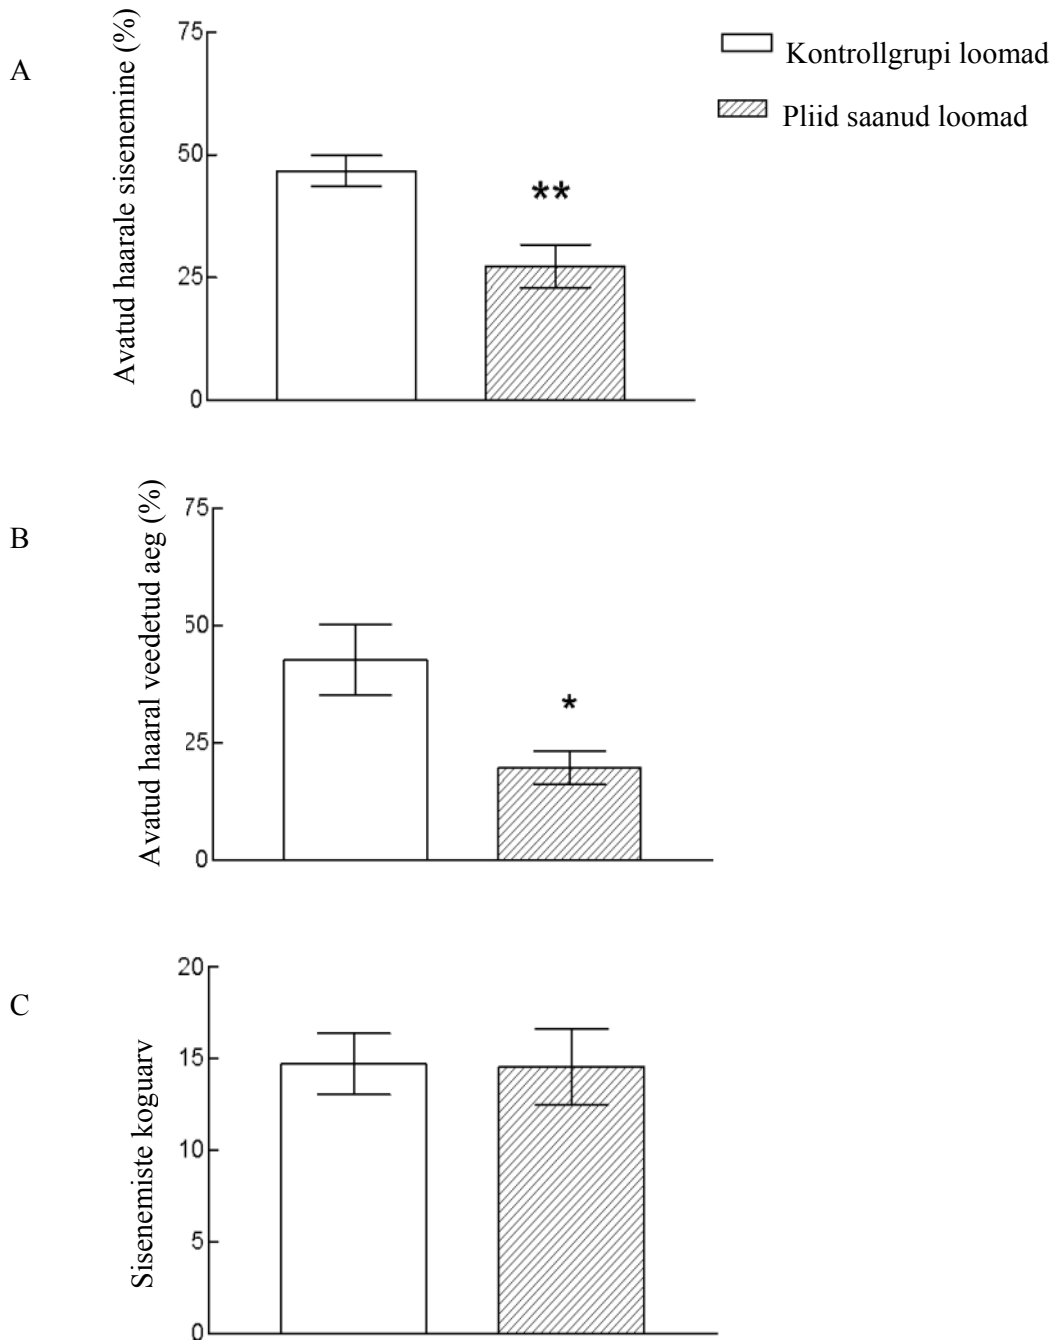 Kontrollgrupi loomad
Pliid saanud loomad
A
Avatud haarale sisenemine (%)
75
50
25
0
**
B
Avatud haaral veedetud aeg (%)
75
50
25
0
*
C
Sisenemiste koguarv
20
15
10
5
0